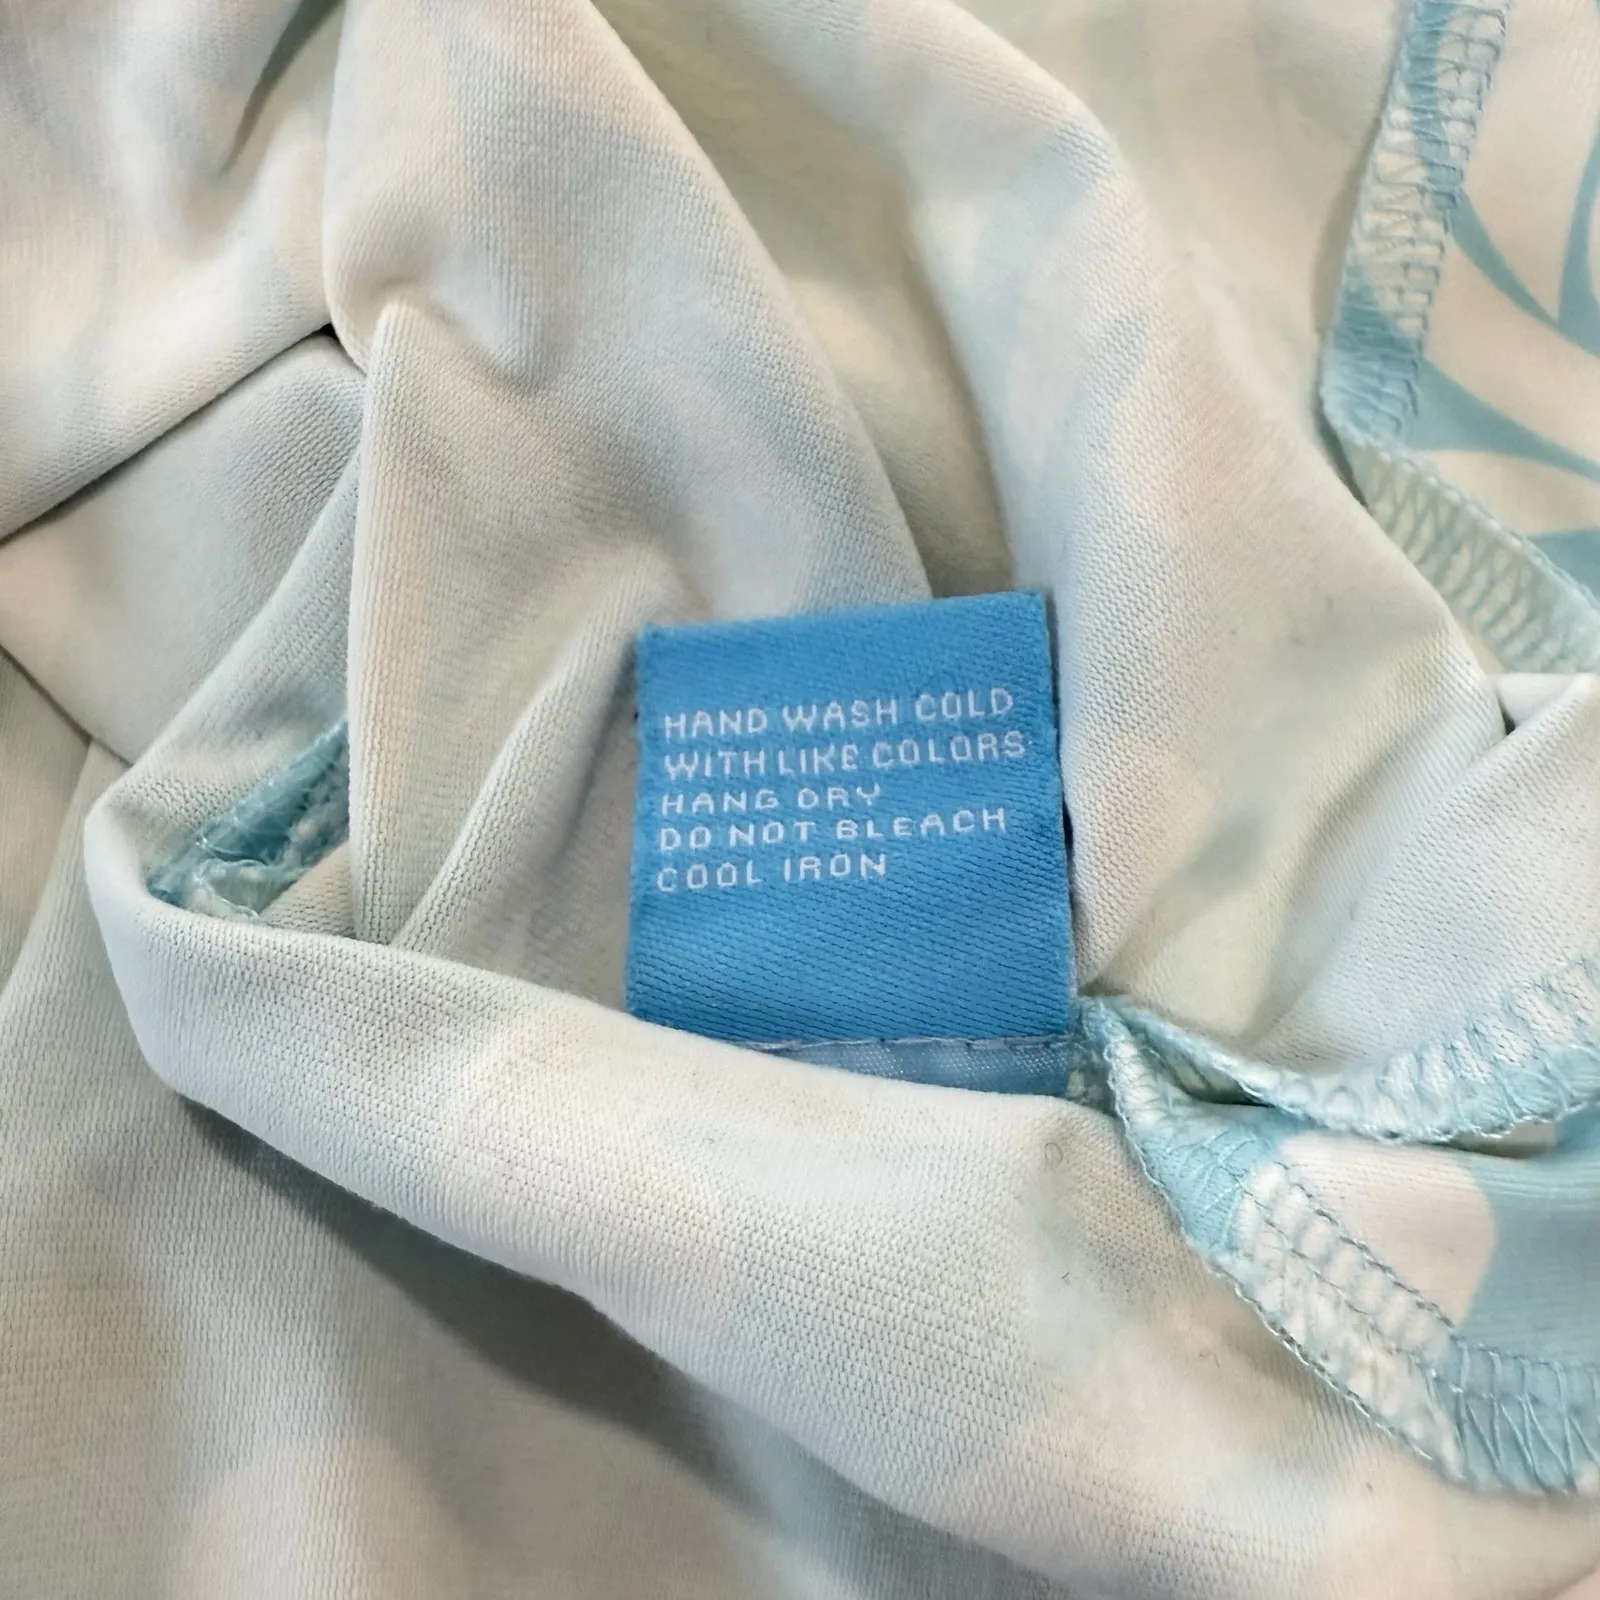 HAND WASH COLD
WITH LIKE COLORS
HANG DRY
DO NOT BLEACH
COOL IRON